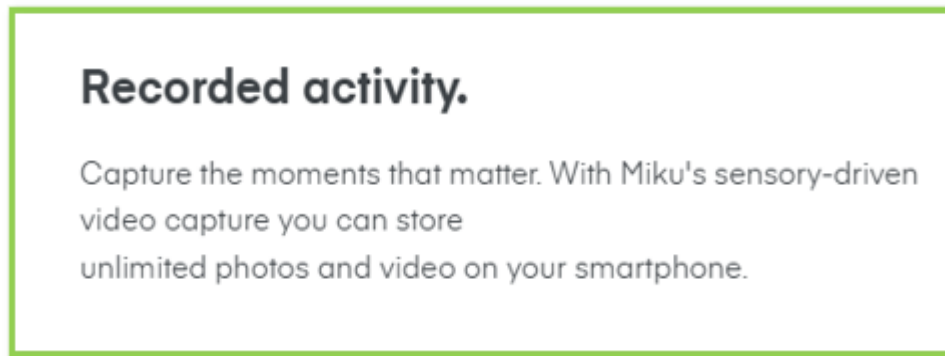 Recorded activity.
Capture the moments that matter. With Miku's sensory-driven
video capture you can store
unlimited photos and video on your smartphone.